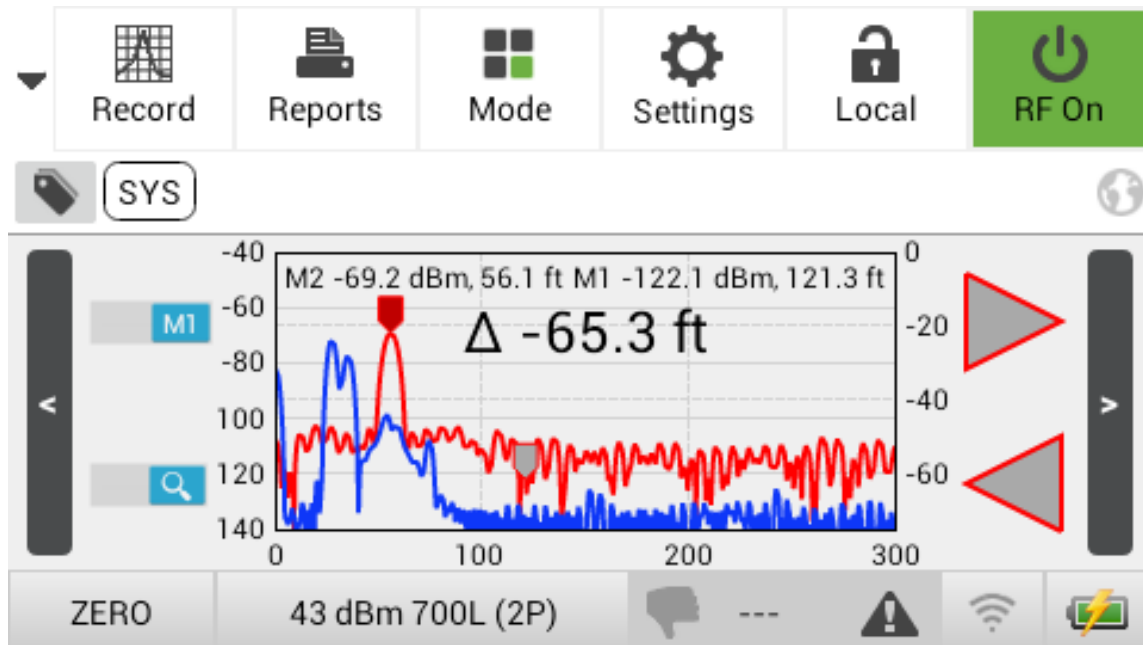 Record Reports Mode Settings Local RF On
SYS
-40 0
M2 -69.2 dBm, 56.1 ft M1 -122.1 dBm, 121.3 ft
M1 -60 Δ -65.3 ft -20
-80
< -40 >
100
120 -60
140
0 100 200 300
ZERO 43 dBm 700L (2P) ---